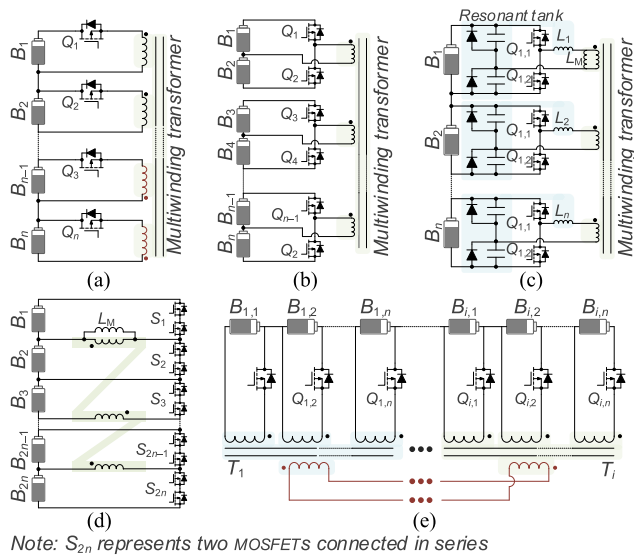 B1
Q1
B2
Q2
Q3
Bn–1
Bn
Qn
Multiwinding transformer
(a)
B1
Q1
B2
Q2
B3
Q3
B4
Q4
Bn–1
Qn–1
Bn
Q2
Multiwinding transformer
(b)
Resonant tank
B1
Q1,1
L1
LM
Q1,2
B2
Q1,1
L2
Q1,2
Bn
Q1,1
Ln
Q1,2
Multiwinding transformer
(c)
B1
LM
S1
B2
S2
B3
S3
B2n–1
S2n–1
B2n
S2n
(d)
B1,1 B1,2 B1,n Bi,1 Bi,2 Bi,n
Q1,2 Q1,n Qi,1 Qi,2 Qi,n
T1 Ti
(e)
Note: S2n represents two MOSFETs connected in series